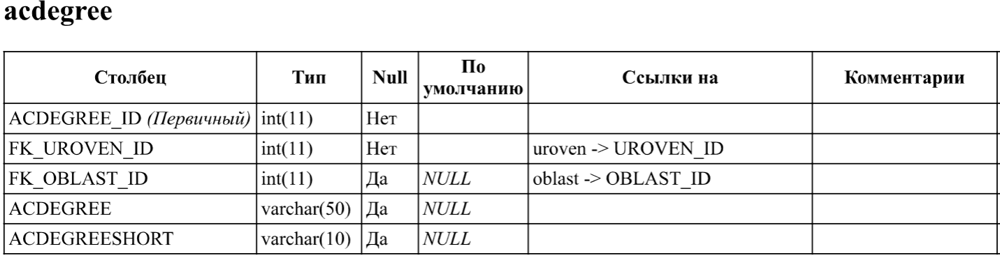 acdegree
Столбец Тип Null По умолчанию Ссылки на Комментарии
ACDEGREE_ID (Первичный) int(11) Нет
FK_UROVEN_ID int(11) Нет uroven -> UROVEN_ID
FK_OBLAST_ID int(11) Да NULL oblast -> OBLAST_ID
ACDEGREE varchar(50) Да NULL
ACDEGREESHORT varchar(10) Да NULL